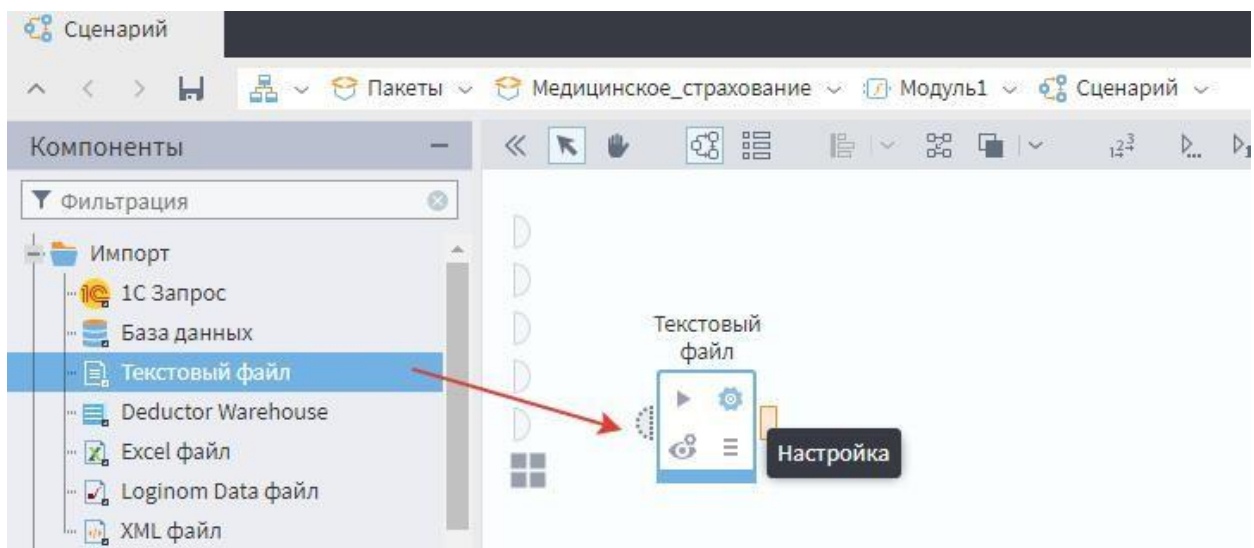 Сценарий
Пакеты Медицинское_страхование Модуль1 Сценарий
Компоненты
Фильтрация
Импорт
1С Запрос
База данных
Текстовый файл
Deductor Warehouse
Excel файл
Loginom Data файл
XML файл
Текстовый
файл
Настройка